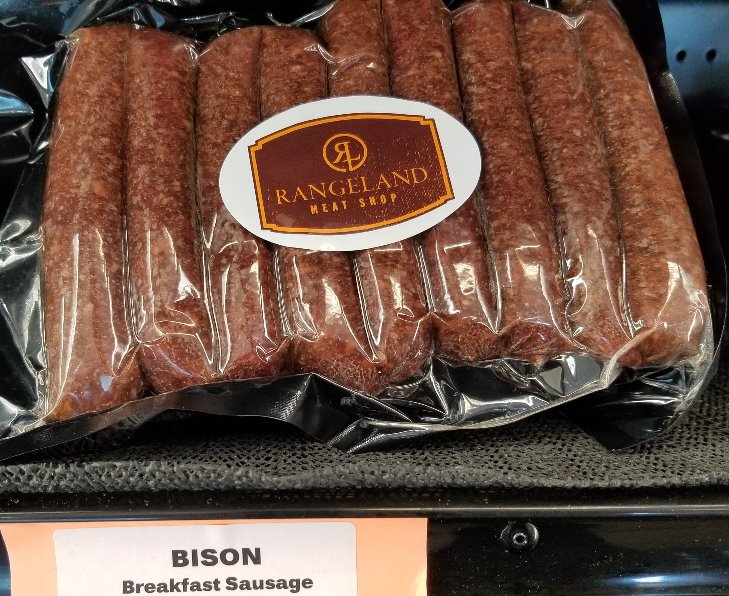 RL
RANGELAND
MEAT SHOP
BISON
Breakfast Sausage